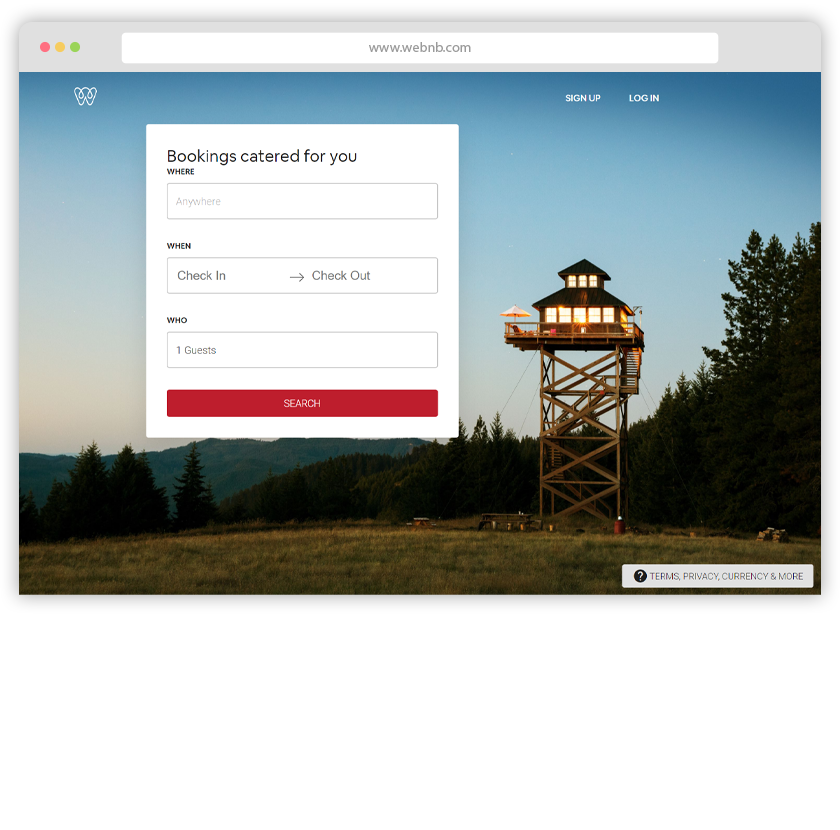 www.webnb.com
SIGN UP LOG IN
Bookings catered for you
WHERE
Anywhere
WHEN
Check In → Check Out
WHO
1 Guests
SEARCH
? TERMS, PRIVACY, CURRENCY & MORE